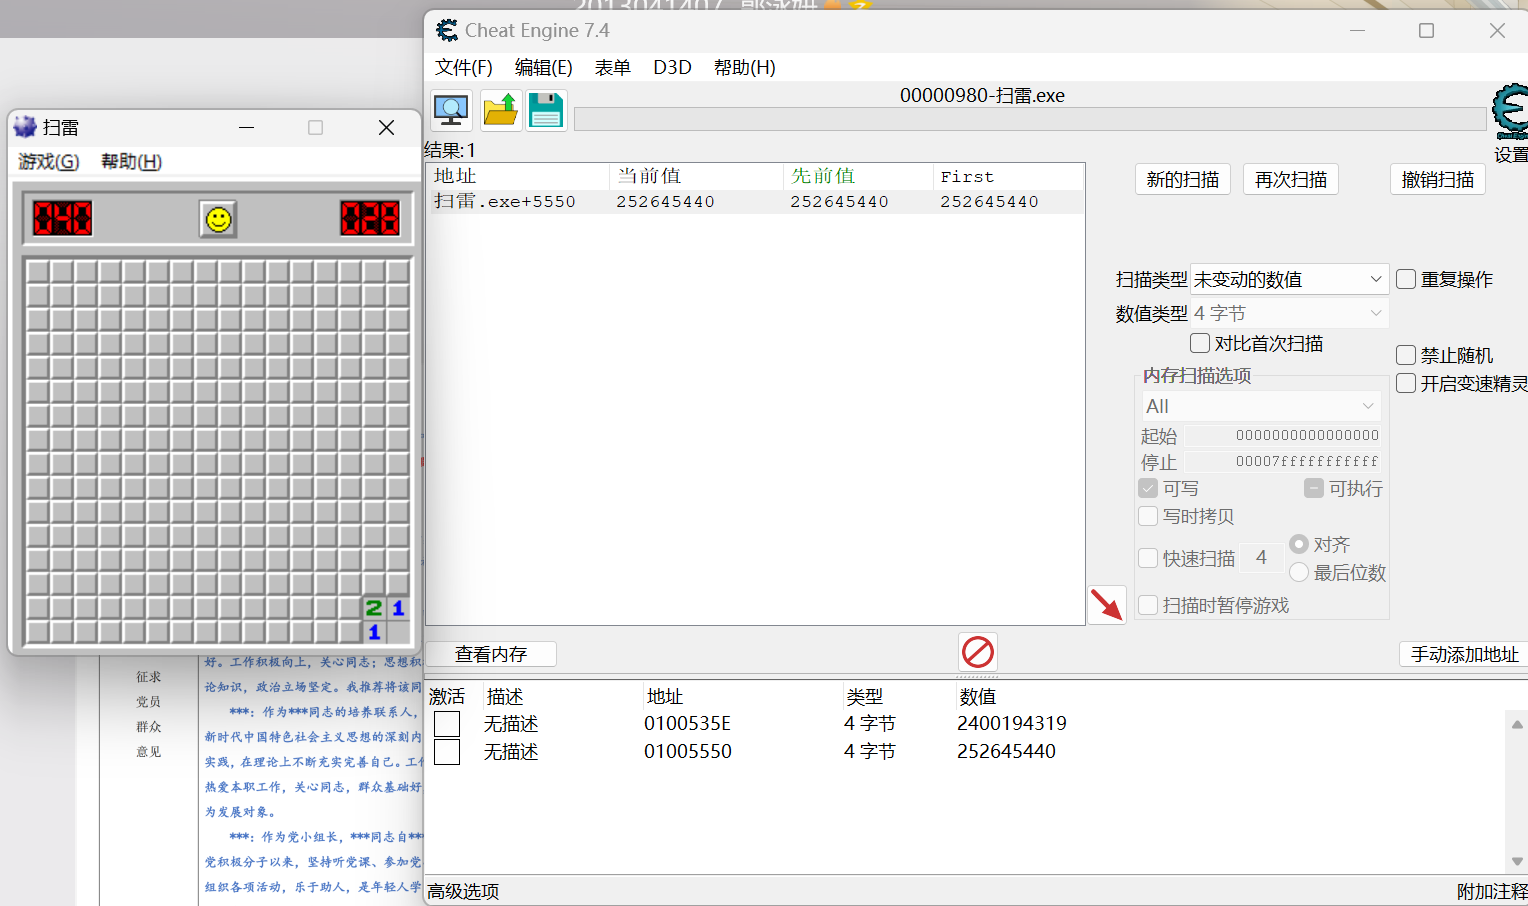 Cheat Engine 7.4
文件(F) 编辑(E) 表单 D3D 帮助(H)
00000980-扫雷.exe
设置
结果:1
地址 当前值 先前值 First
扫雷.exe+5550 252645440 252645440 252645440
新的扫描 再次扫描 撤销扫描
扫描类型 未变动的数值 重复操作
数值类型 4 字节
对比首次扫描
禁止随机
开启变速精灵
内存扫描选项
All
起始 0000000000000000
停止 00007fffffffffff
可写 可执行
写时拷贝
快速扫描 4 对齐
最后位数
扫描时暂停游戏
查看内存 手动添加地址
激活 描述 地址 类型 数值
无描述 0100535E 4 字节 2400194319
无描述 01005550 4 字节 252645440
高级选项 附加注释
扫雷
游戏(G) 帮助(H)
040 028
2 1
1
征求
党员
群众
意见
好。工作积极向上，关心同志；思想积
论知识，政治立场坚定。我推荐将该同
***：作为***同志的培养联系人，
新时代中国特色社会主义思想的深刻内
实践，在理论上不断充实完善自己。工作
热爱本职工作，关心同志，群众基础好
为发展对象。
***：作为党小组长，***同志自**
党积极分子以来，坚持听党课、参加党
组织各项活动，乐于助人，是年轻人学